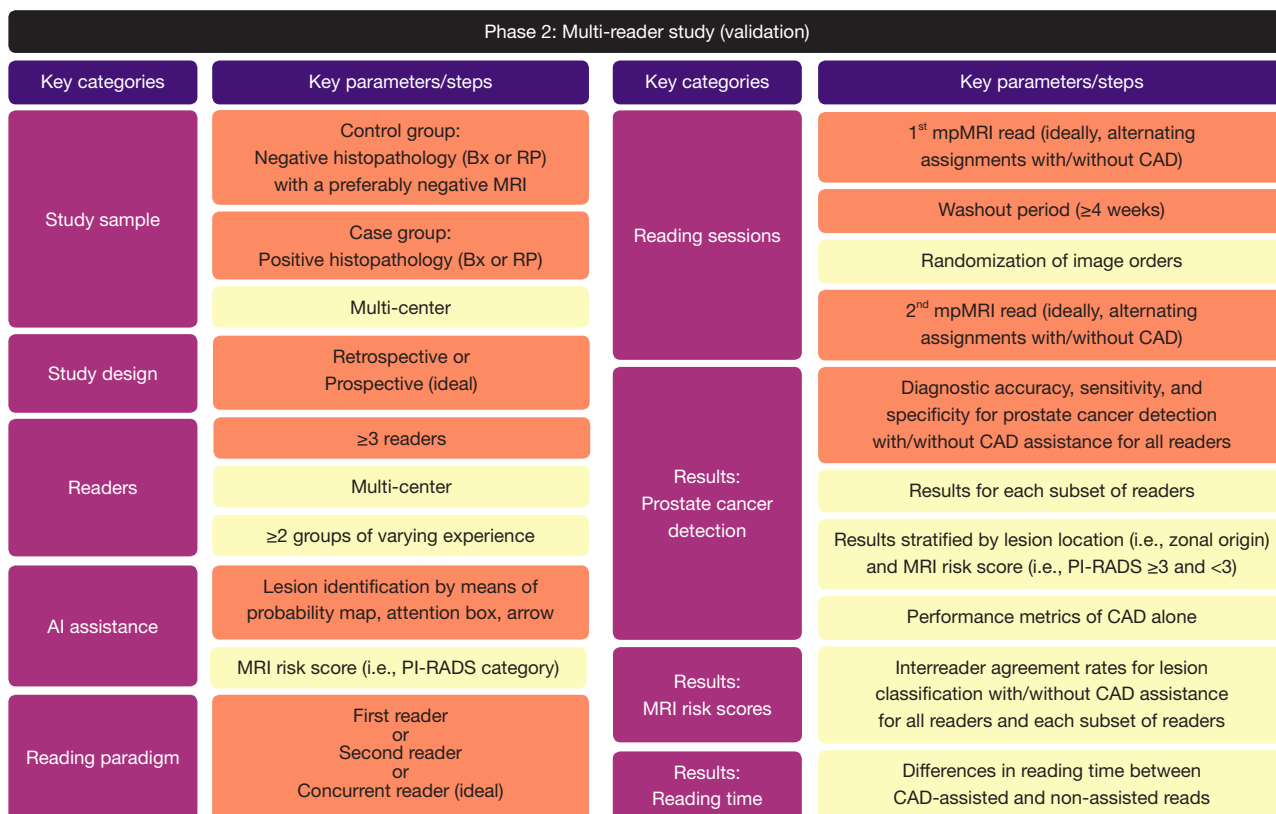 Phase 2: Multi-reader study (validation)
Key categories
Key parameters/steps
Study sample
Control group:
Negative histopathology (Bx or RP)
with a preferably negative MRI
Case group:
Positive histopathology (Bx or RP)
Multi-center
Study design
Retrospective or
Prospective (ideal)
Readers
≥3 readers
Multi-center
≥2 groups of varying experience
AI assistance
Lesion identification by means of
probability map, attention box, arrow
MRI risk score (i.e., PI-RADS category)
Reading paradigm
First reader
or
Second reader
or
Concurrent reader (ideal)
Key categories
Key parameters/steps
Reading sessions
1st mpMRI read (ideally, alternating
assignments with/without CAD)
Washout period (≥4 weeks)
Randomization of image orders
2nd mpMRI read (ideally, alternating
assignments with/without CAD)
Results:
Prostate cancer
detection
Diagnostic accuracy, sensitivity, and
specificity for prostate cancer detection
with/without CAD assistance for all readers
Results for each subset of readers
Results stratified by lesion location (i.e., zonal origin)
and MRI risk score (i.e., PI-RADS ≥3 and <3)
Performance metrics of CAD alone
Results:
MRI risk scores
Interreader agreement rates for lesion
classification with/without CAD assistance
for all readers and each subset of readers
Results:
Reading time
Differences in reading time between
CAD-assisted and non-assisted reads